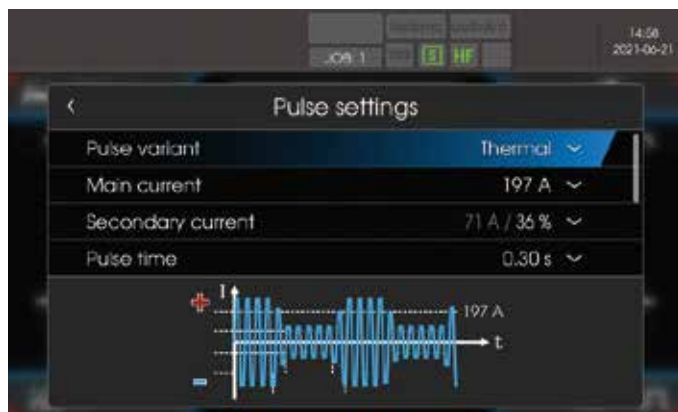 14:58
JOB 1 S HF 2021-06-21
Pulse settings
Pulse variant Thermal
Main current 197 A
Secondary current 71 A / 36 %
Pulse time 0.30 s
+ I
197 A
t
−